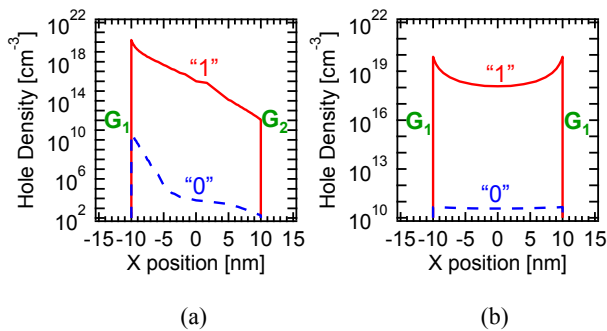 Hole Density [cm-3]
10^22
10^18
10^14
10^10
10^6
10^2
"1"
G1
G2
"0"
-15 -10 -5 0 5 10 15
X position [nm]
(a)
Hole Density [cm-3]
10^22
10^19
10^16
10^13
10^10
"1"
G1
G1
"0"
-15 -10 -5 0 5 10 15
X position [nm]
(b)